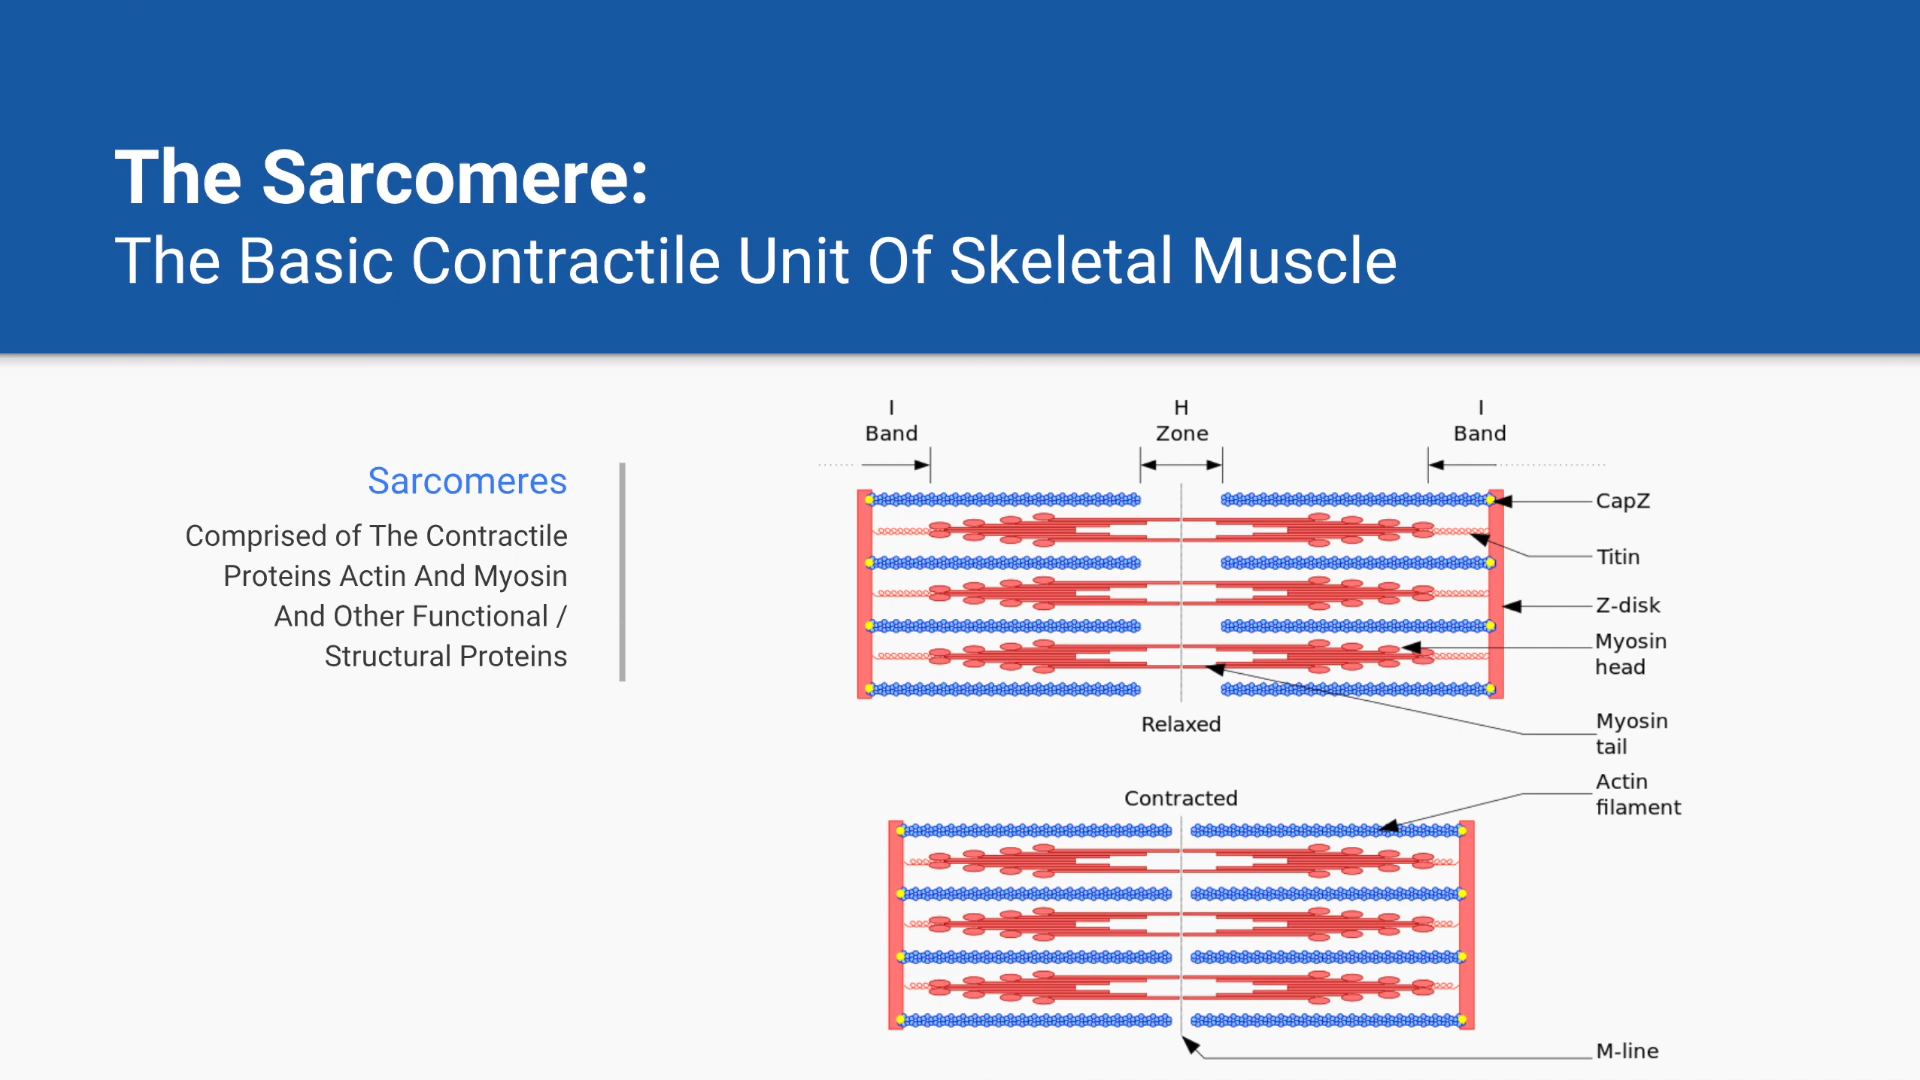 The Sarcomere:
The Basic Contractile Unit Of Skeletal Muscle
Sarcomeres
Comprised of The Contractile
Proteins Actin And Myosin
And Other Functional /
Structural Proteins
I
Band
H
Zone
I
Band
CapZ
Titin
Z-disk
Myosin
head
Myosin
tail
Relaxed
Actin
filament
Contracted
M-line